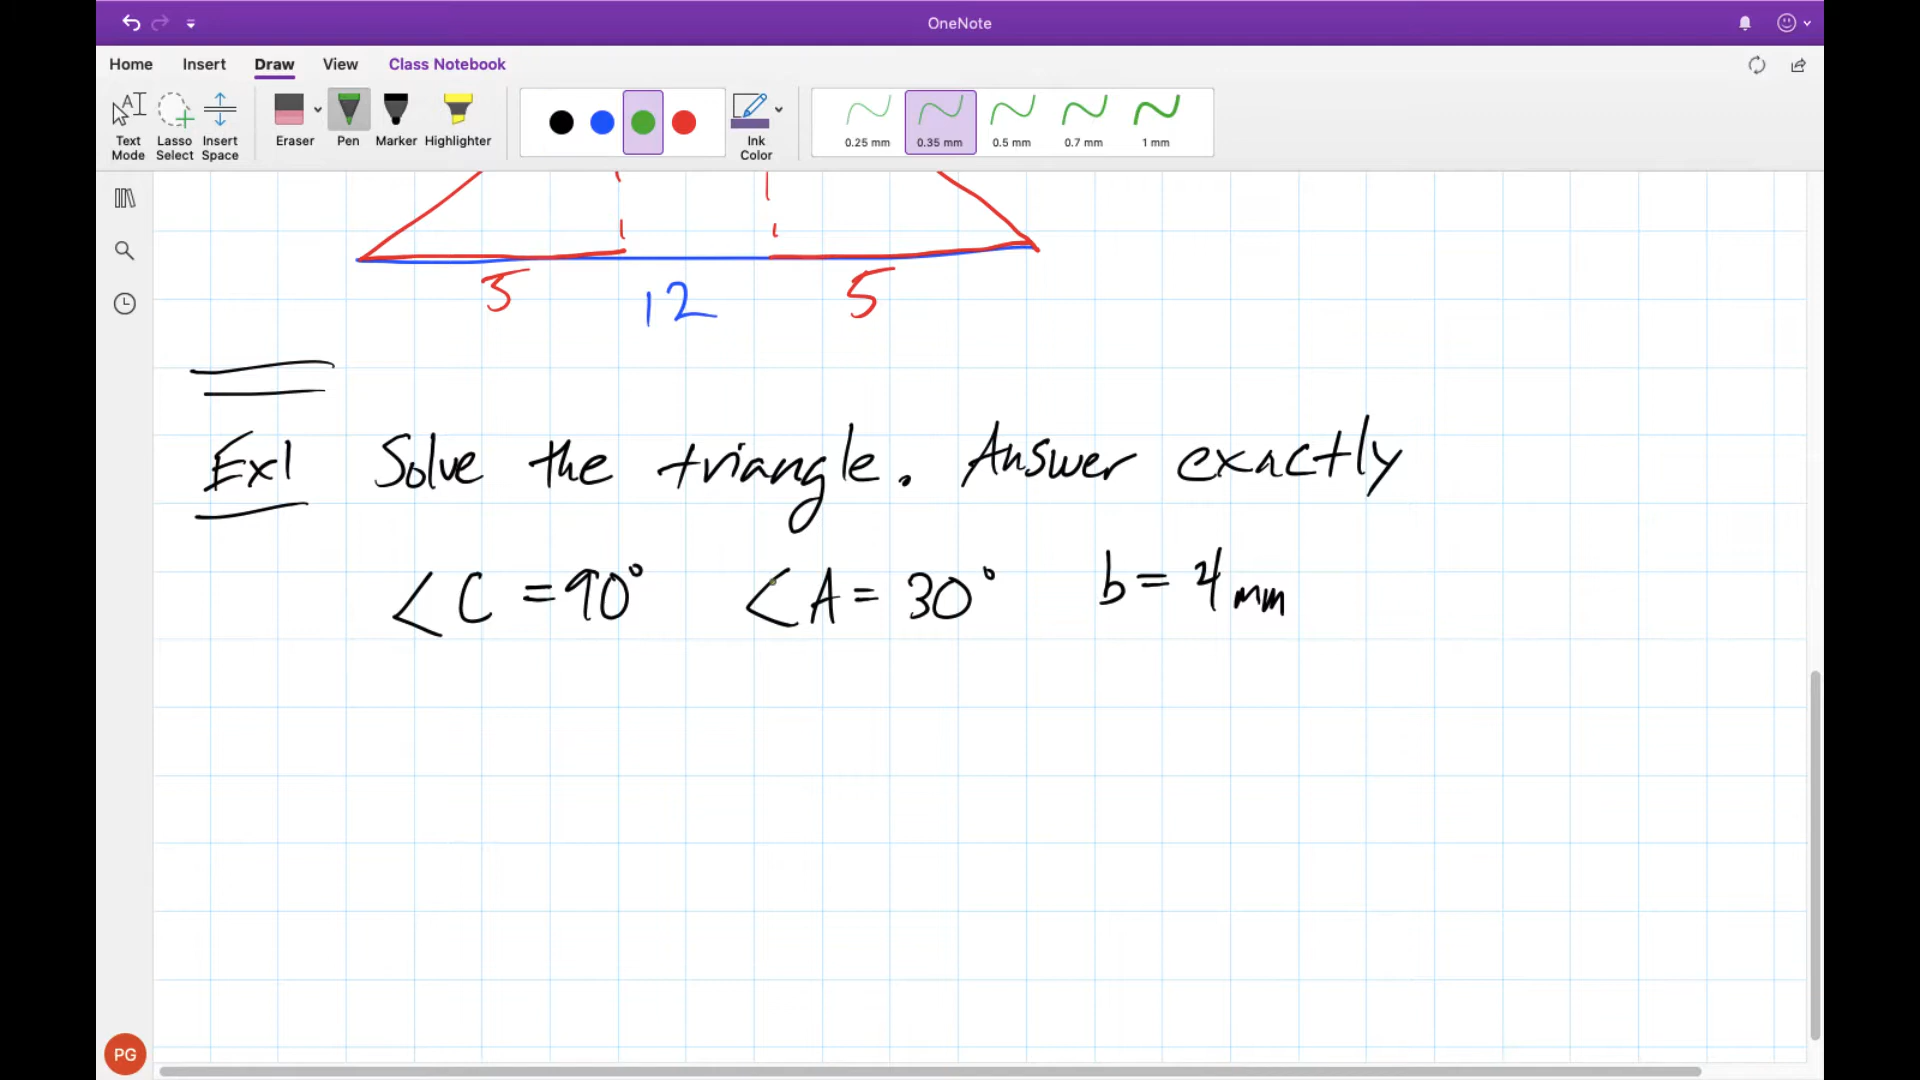 OneNote
Home Insert Draw View Class Notebook
Text Mode Lasso Select Insert Space Eraser Pen Marker Highlighter Ink Color 0.25 mm 0.35 mm 0.5 mm 0.7 mm 1 mm
5 12 5
Ex1 Solve the triangle. Answer exactly
∠C = 90° ∠A = 30° b = 4 mm
PG